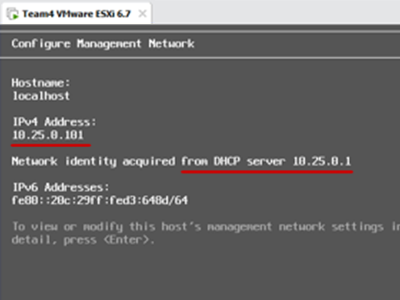 Team4 VMware ESXi 6.7
Configure Management Network
Hostname:
localhost
IPv4 Address:
10.25.0.101
Network identity acquired from DHCP server 10.25.0.1
IPv6 Addresses:
fe80::20c:29ff:fed3:648d/64
To view or modify this host's management network settings in
detail, press <Enter>.